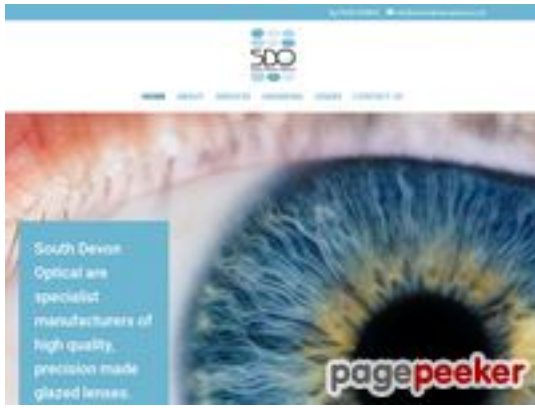 SDO
HOME ABOUT SERVICES ORDERING CONTACT US
South Devon
Optical are
specialist
manufacturers of
high quality,
precision made
glazed lenses.
pagepeeker